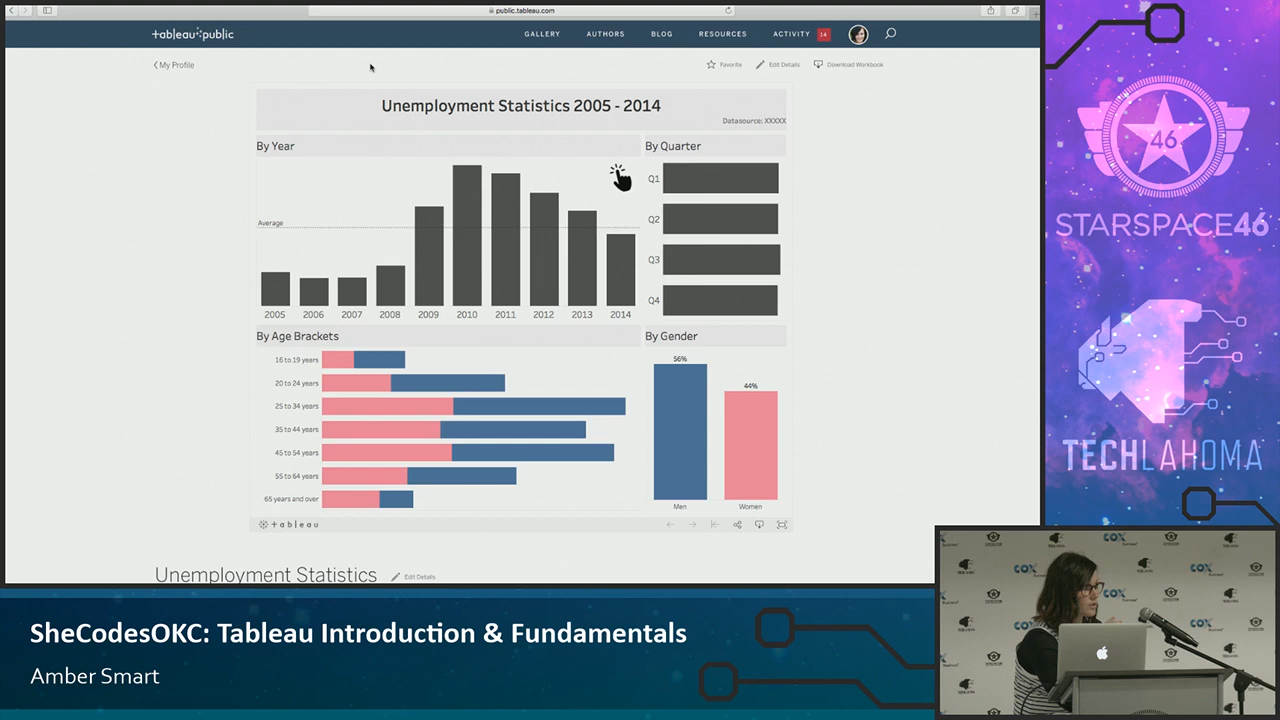 public.tableau.com
+ableau+public
GALLERY
AUTHORS
BLOG
RESOURCES
ACTIVITY
14
My Profile
Favorite
Edit Details
Download Workbook
Unemployment Statistics 2005 - 2014
Datasource: XXXXX
By Year
Average
2005
2006
2007
2008
2009
2010
2011
2012
2013
2014
By Quarter
Q1
Q2
Q3
Q4
By Age Brackets
16 to 19 years
20 to 24 years
25 to 34 years
35 to 44 years
45 to 54 years
55 to 64 years
65 years and over
By Gender
56%
44%
Men
Women
+ableau
Unemployment Statistics
Edit Details
46
STARSPACE46
TECHLAHOMA
COX
COX
COX
COX
SheCodesOKC: Tableau Introduction & Fundamentals
Amber Smart